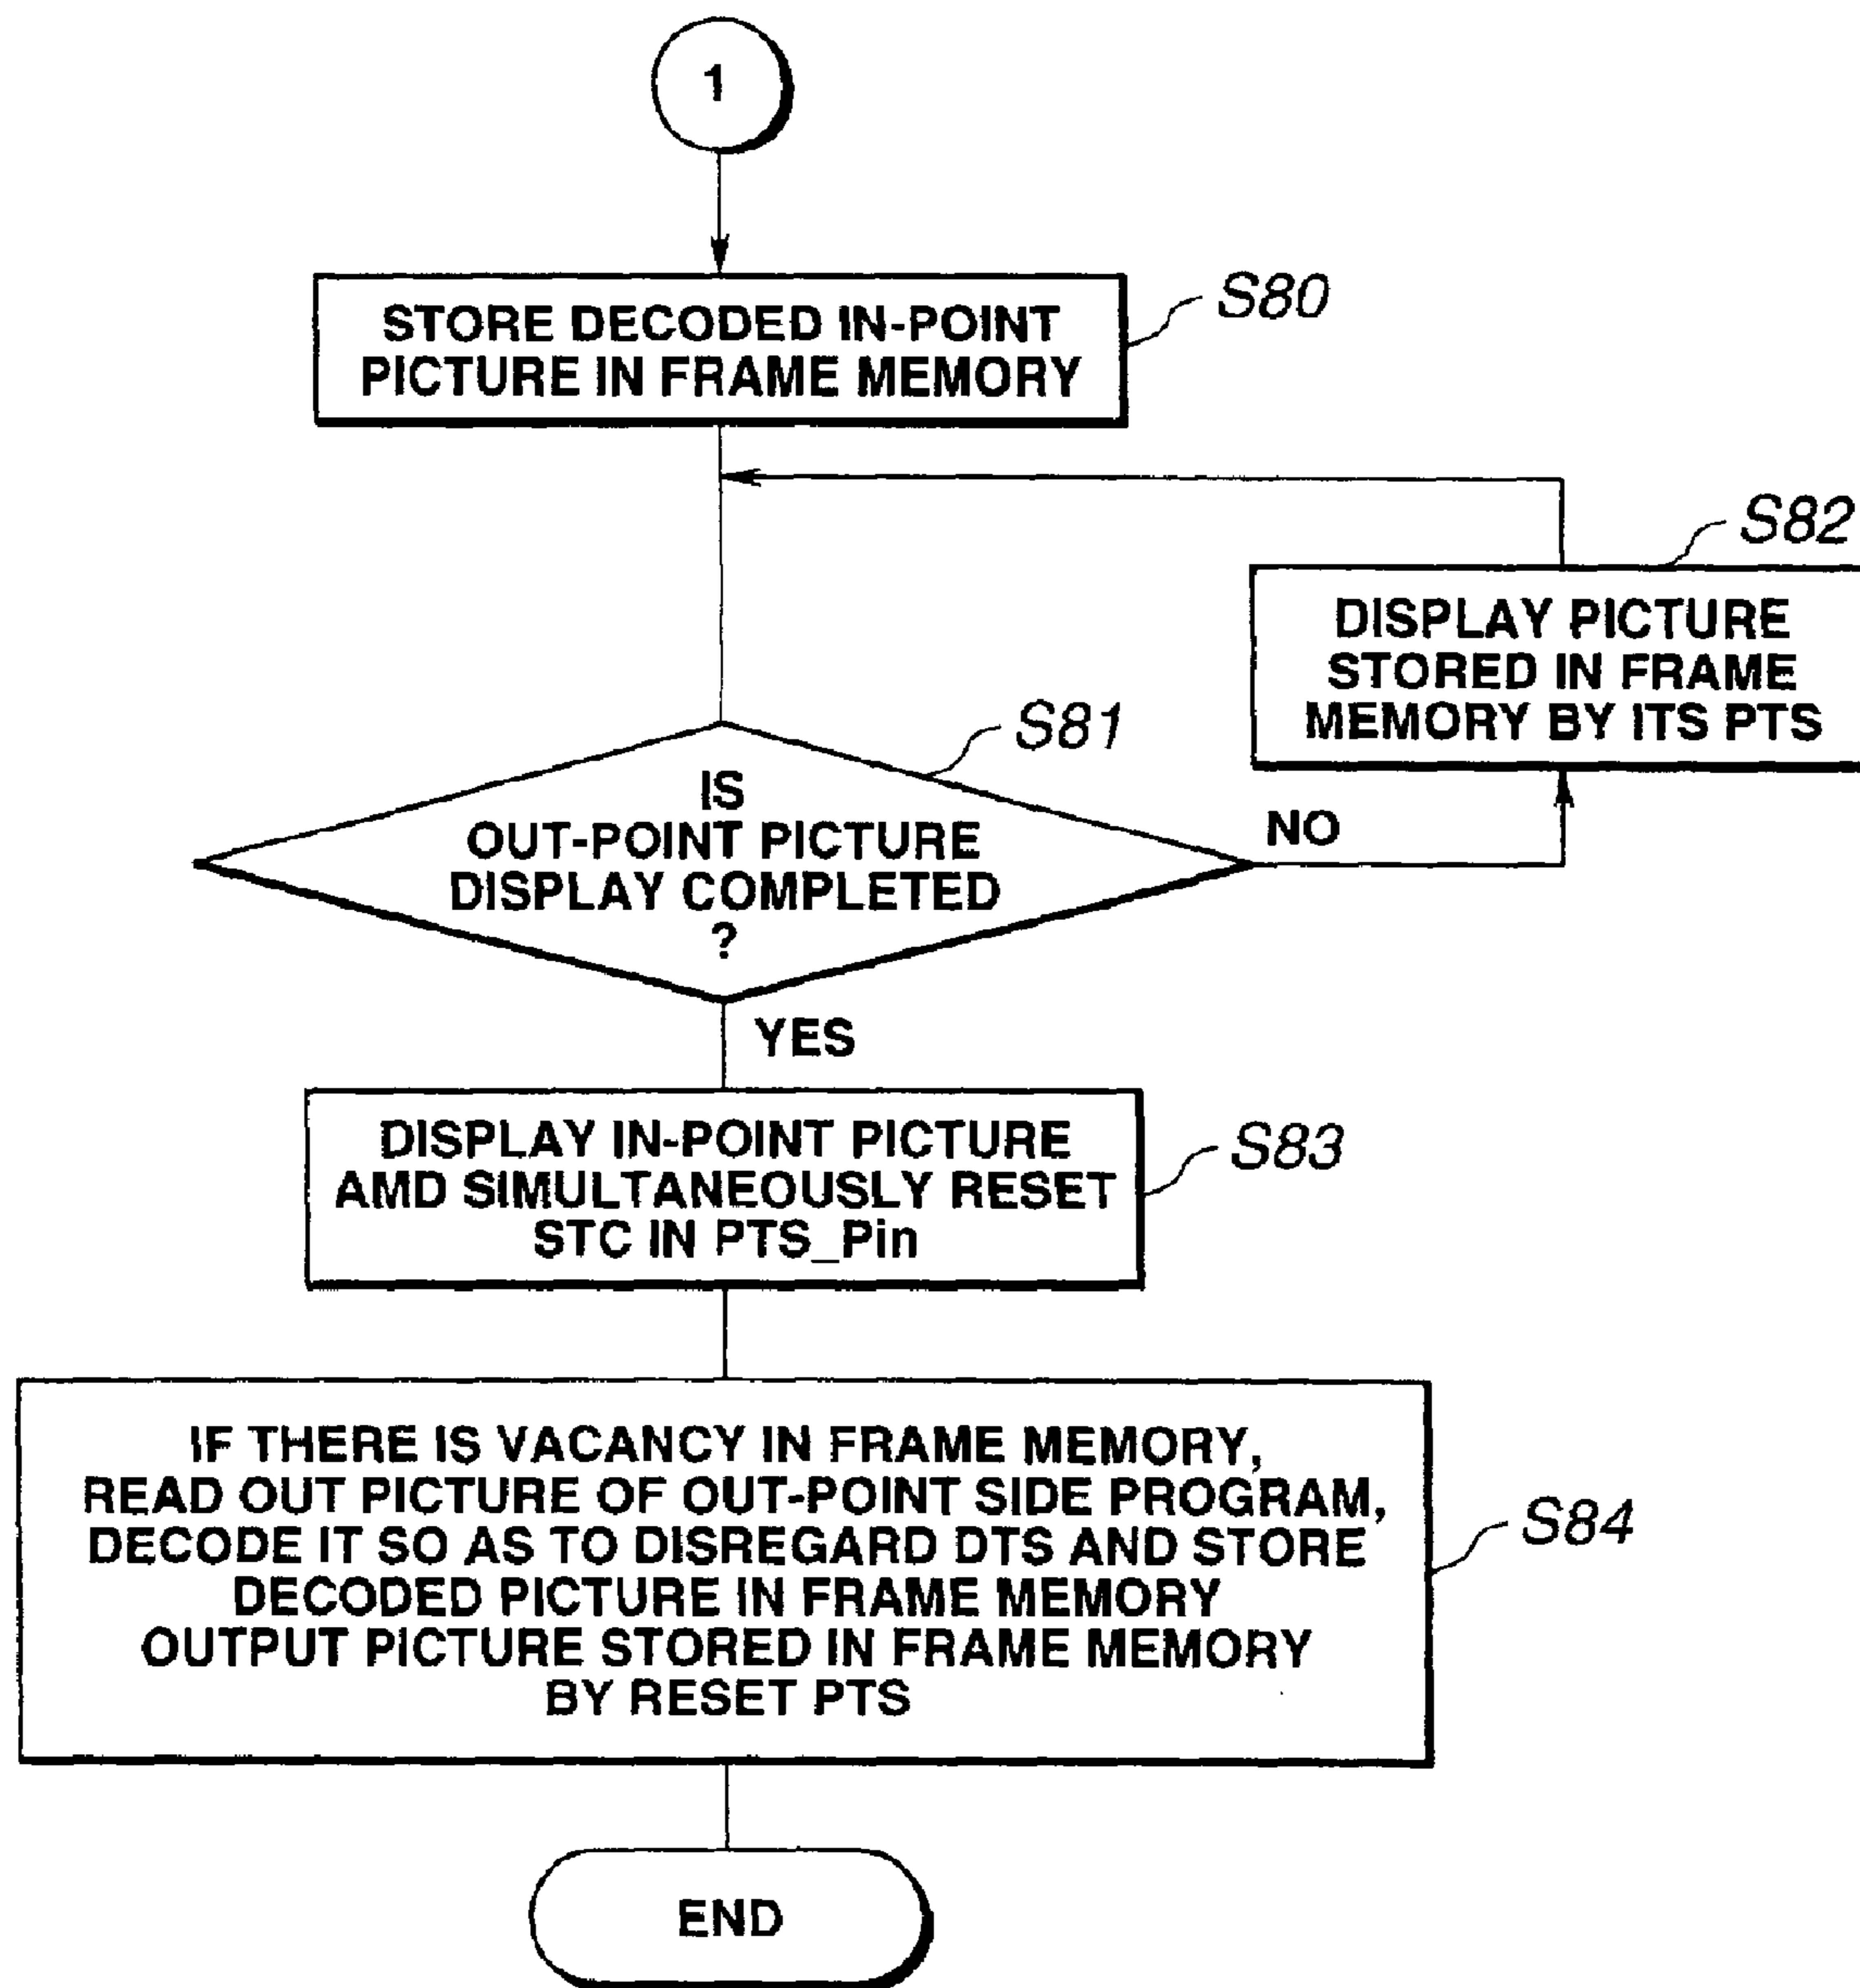 1
STORE DECODED IN-POINT
PICTURE IN FRAME MEMORY
S80
S82
DISPLAY PICTURE
STORED IN FRAME
MEMORY BY ITS PTS
S81
IS
OUT-POINT PICTURE
DISPLAY COMPLETED
?
NO
YES
DISPLAY IN-POINT PICTURE
AMD SIMULTANEOUSLY RESET
STC IN PTS_Pin
S83
IF THERE IS VACANCY IN FRAME MEMORY,
READ OUT PICTURE OF OUT-POINT SIDE PROGRAM,
DECODE IT SO AS TO DISREGARD DTS AND STORE
DECODED PICTURE IN FRAME MEMORY
OUTPUT PICTURE STORED IN FRAME MEMORY
BY RESET PTS
S84
END